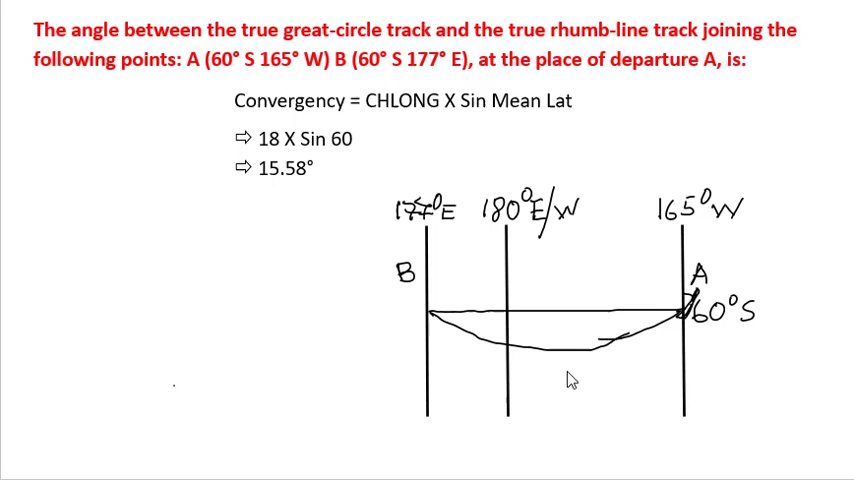 The angle between the true great-circle track and the true rhumb-line track joining the
following points: A (60° S 165° W) B (60° S 177° E), at the place of departure A, is:
Convergency = CHLONG X Sin Mean Lat
⇨ 18 X Sin 60
⇨ 15.58°
177°E 180°E/W 165°W
B A
60°S